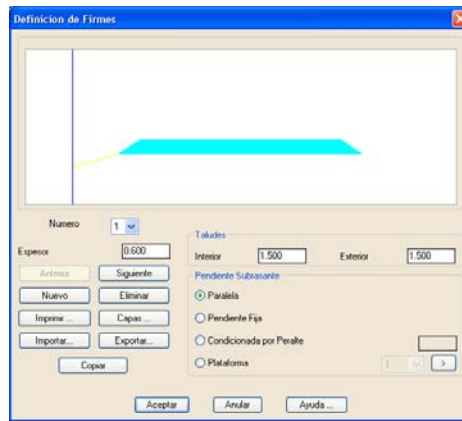 Definicion de Firmes
Numero 1
Espesor 0.600
Anterior Siguiente
Nuevo Eliminar
Imprimir ... Capas ...
Importar... Exportar...
Copiar
Taludes
Interior 1.500 Exterior 1.500
Pendiente Subrasante
Paralela
Pendiente Fija
Condicionada por Peralte
Plataforma 1 >
Aceptar Anular Ayuda ...